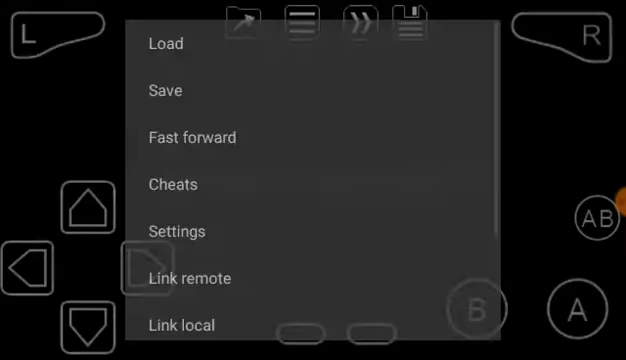 L
R
Load
Save
Fast forward
Cheats
Settings
Link remote
Link local
AB
B
A